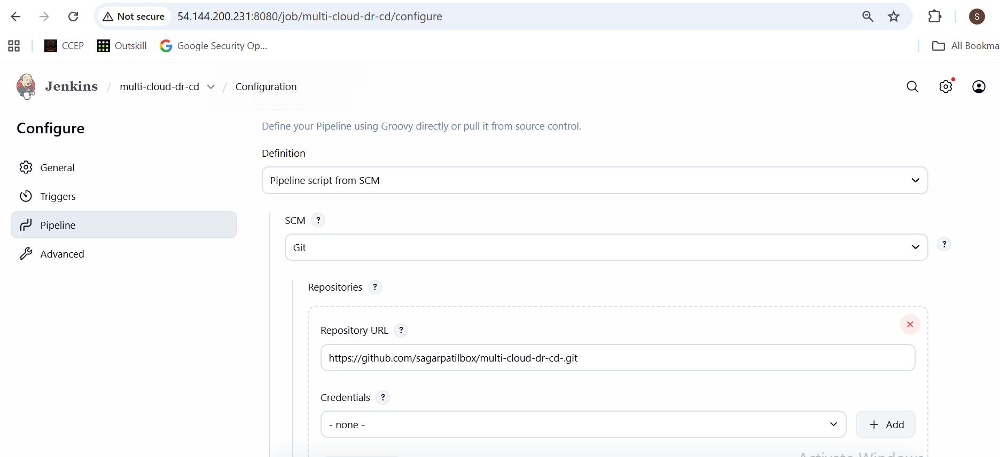 Not secure 54.144.200.231:8080/job/multi-cloud-dr-cd/configure S
CCEP Outskill Google Security Op... All Bookma
Jenkins / multi-cloud-dr-cd / Configuration
Configure
Define your Pipeline using Groovy directly or pull it from source control.
Definition
General
Pipeline script from SCM
Triggers
SCM ?
Pipeline
Git ?
Advanced
Repositories ?
Repository URL ?
https://github.com/sagarpatilbox/multi-cloud-dr-cd-.git
Credentials ?
- none - + Add
Activate Windows